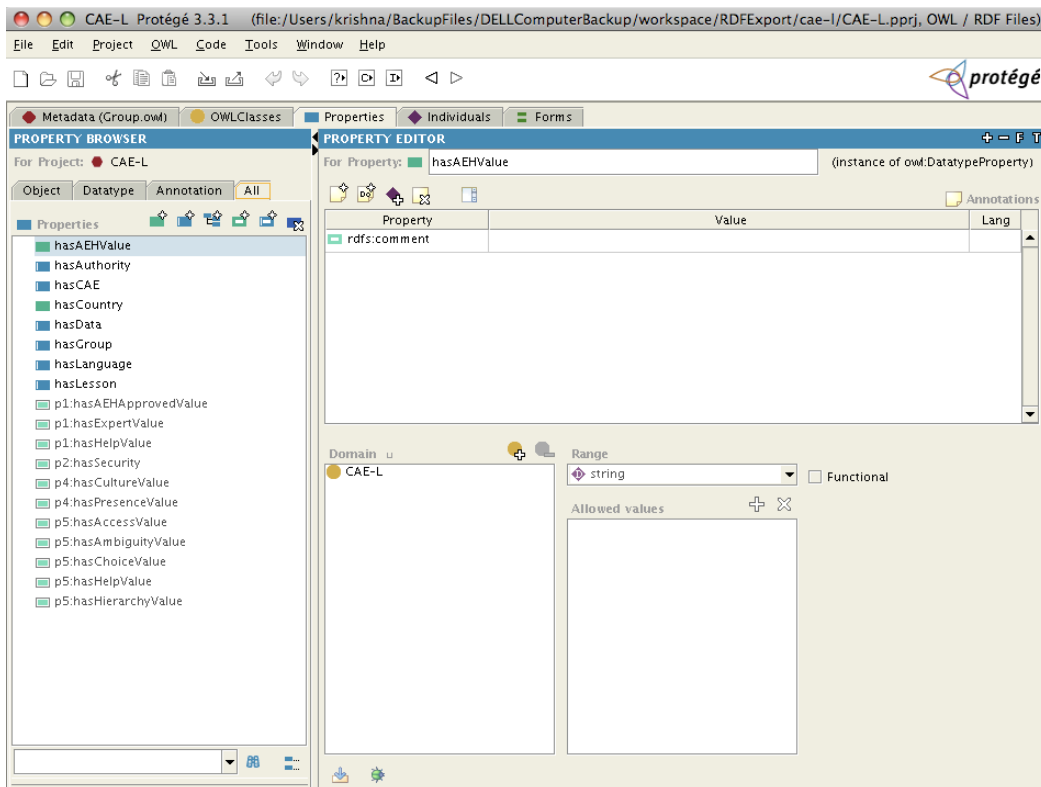 CAE-L Protégé 3.3.1 (file:/Users/krishna/BackupFiles/DELLComputerBackup/workspace/RDFExport/cae-l/CAE-L.pprj, OWL / RDF Files)
File Edit Project OWL Code Tools Window Help
protégé
Metadata (Group.owl) OWLClasses Properties Individuals Forms
PROPERTY BROWSER
For Project: CAE-L
Object Datatype Annotation All
Properties
hasAEHValue
hasAuthority
hasCAE
hasCountry
hasData
hasGroup
hasLanguage
hasLesson
p1:hasAEHApprovedValue
p1:hasExpertValue
p1:hasHelpValue
p2:hasSecurity
p4:hasCultureValue
p4:hasPresenceValue
p5:hasAccessValue
p5:hasAmbiguityValue
p5:hasChoiceValue
p5:hasHelpValue
p5:hasHierarchyValue
PROPERTY EDITOR
F T
For Property: hasAEHValue (instance of owl:DatatypeProperty)
Annotations
Property Value Lang
rdfs:comment
Domain
CAE-L
Range
string
Functional
Allowed values